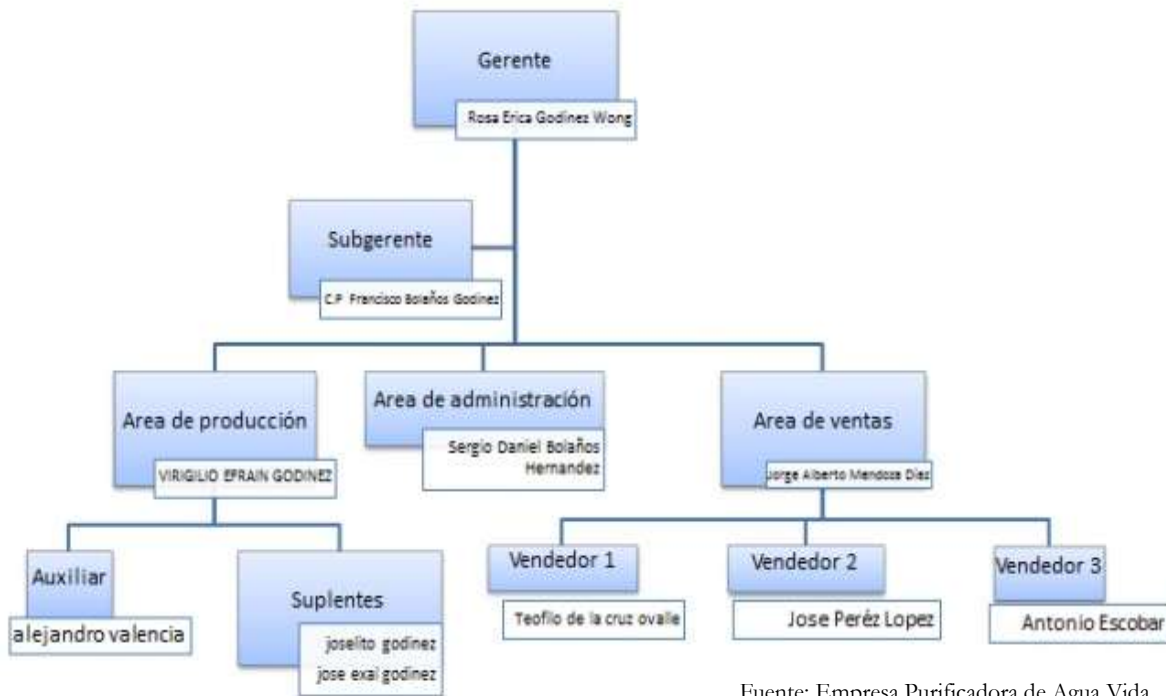 Gerente
Rosa Erica Godinez Wong
Subgerente
C.P Francisco Bolaños Godinez
Area de producción
VIRIGILIO EFRAIN GODINEZ
Area de administración
Sergio Daniel Bolaños
Hernandez
Area de ventas
Jorge Alberto Mendoza Díaz
Auxiliar
alejandro valencia
Suplentes
joselito godinez
jose exal godinez
Vendedor 1
Teofilo de la cruz ovalle
Vendedor 2
Jose Peréz Lopez
Vendedor 3
Antonio Escobar
Fuente: Empresa Purificadora de Agua Vida